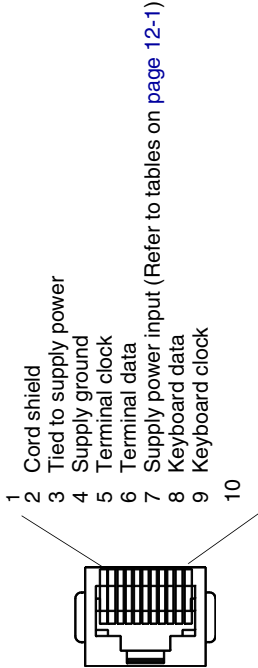 1
2 Cord shield
3 Tied to supply power
4 Supply ground
5 Terminal clock
6 Terminal data
7 Supply power input (Refer to tables on page 12-1)
8 Keyboard data
9 Keyboard clock
10